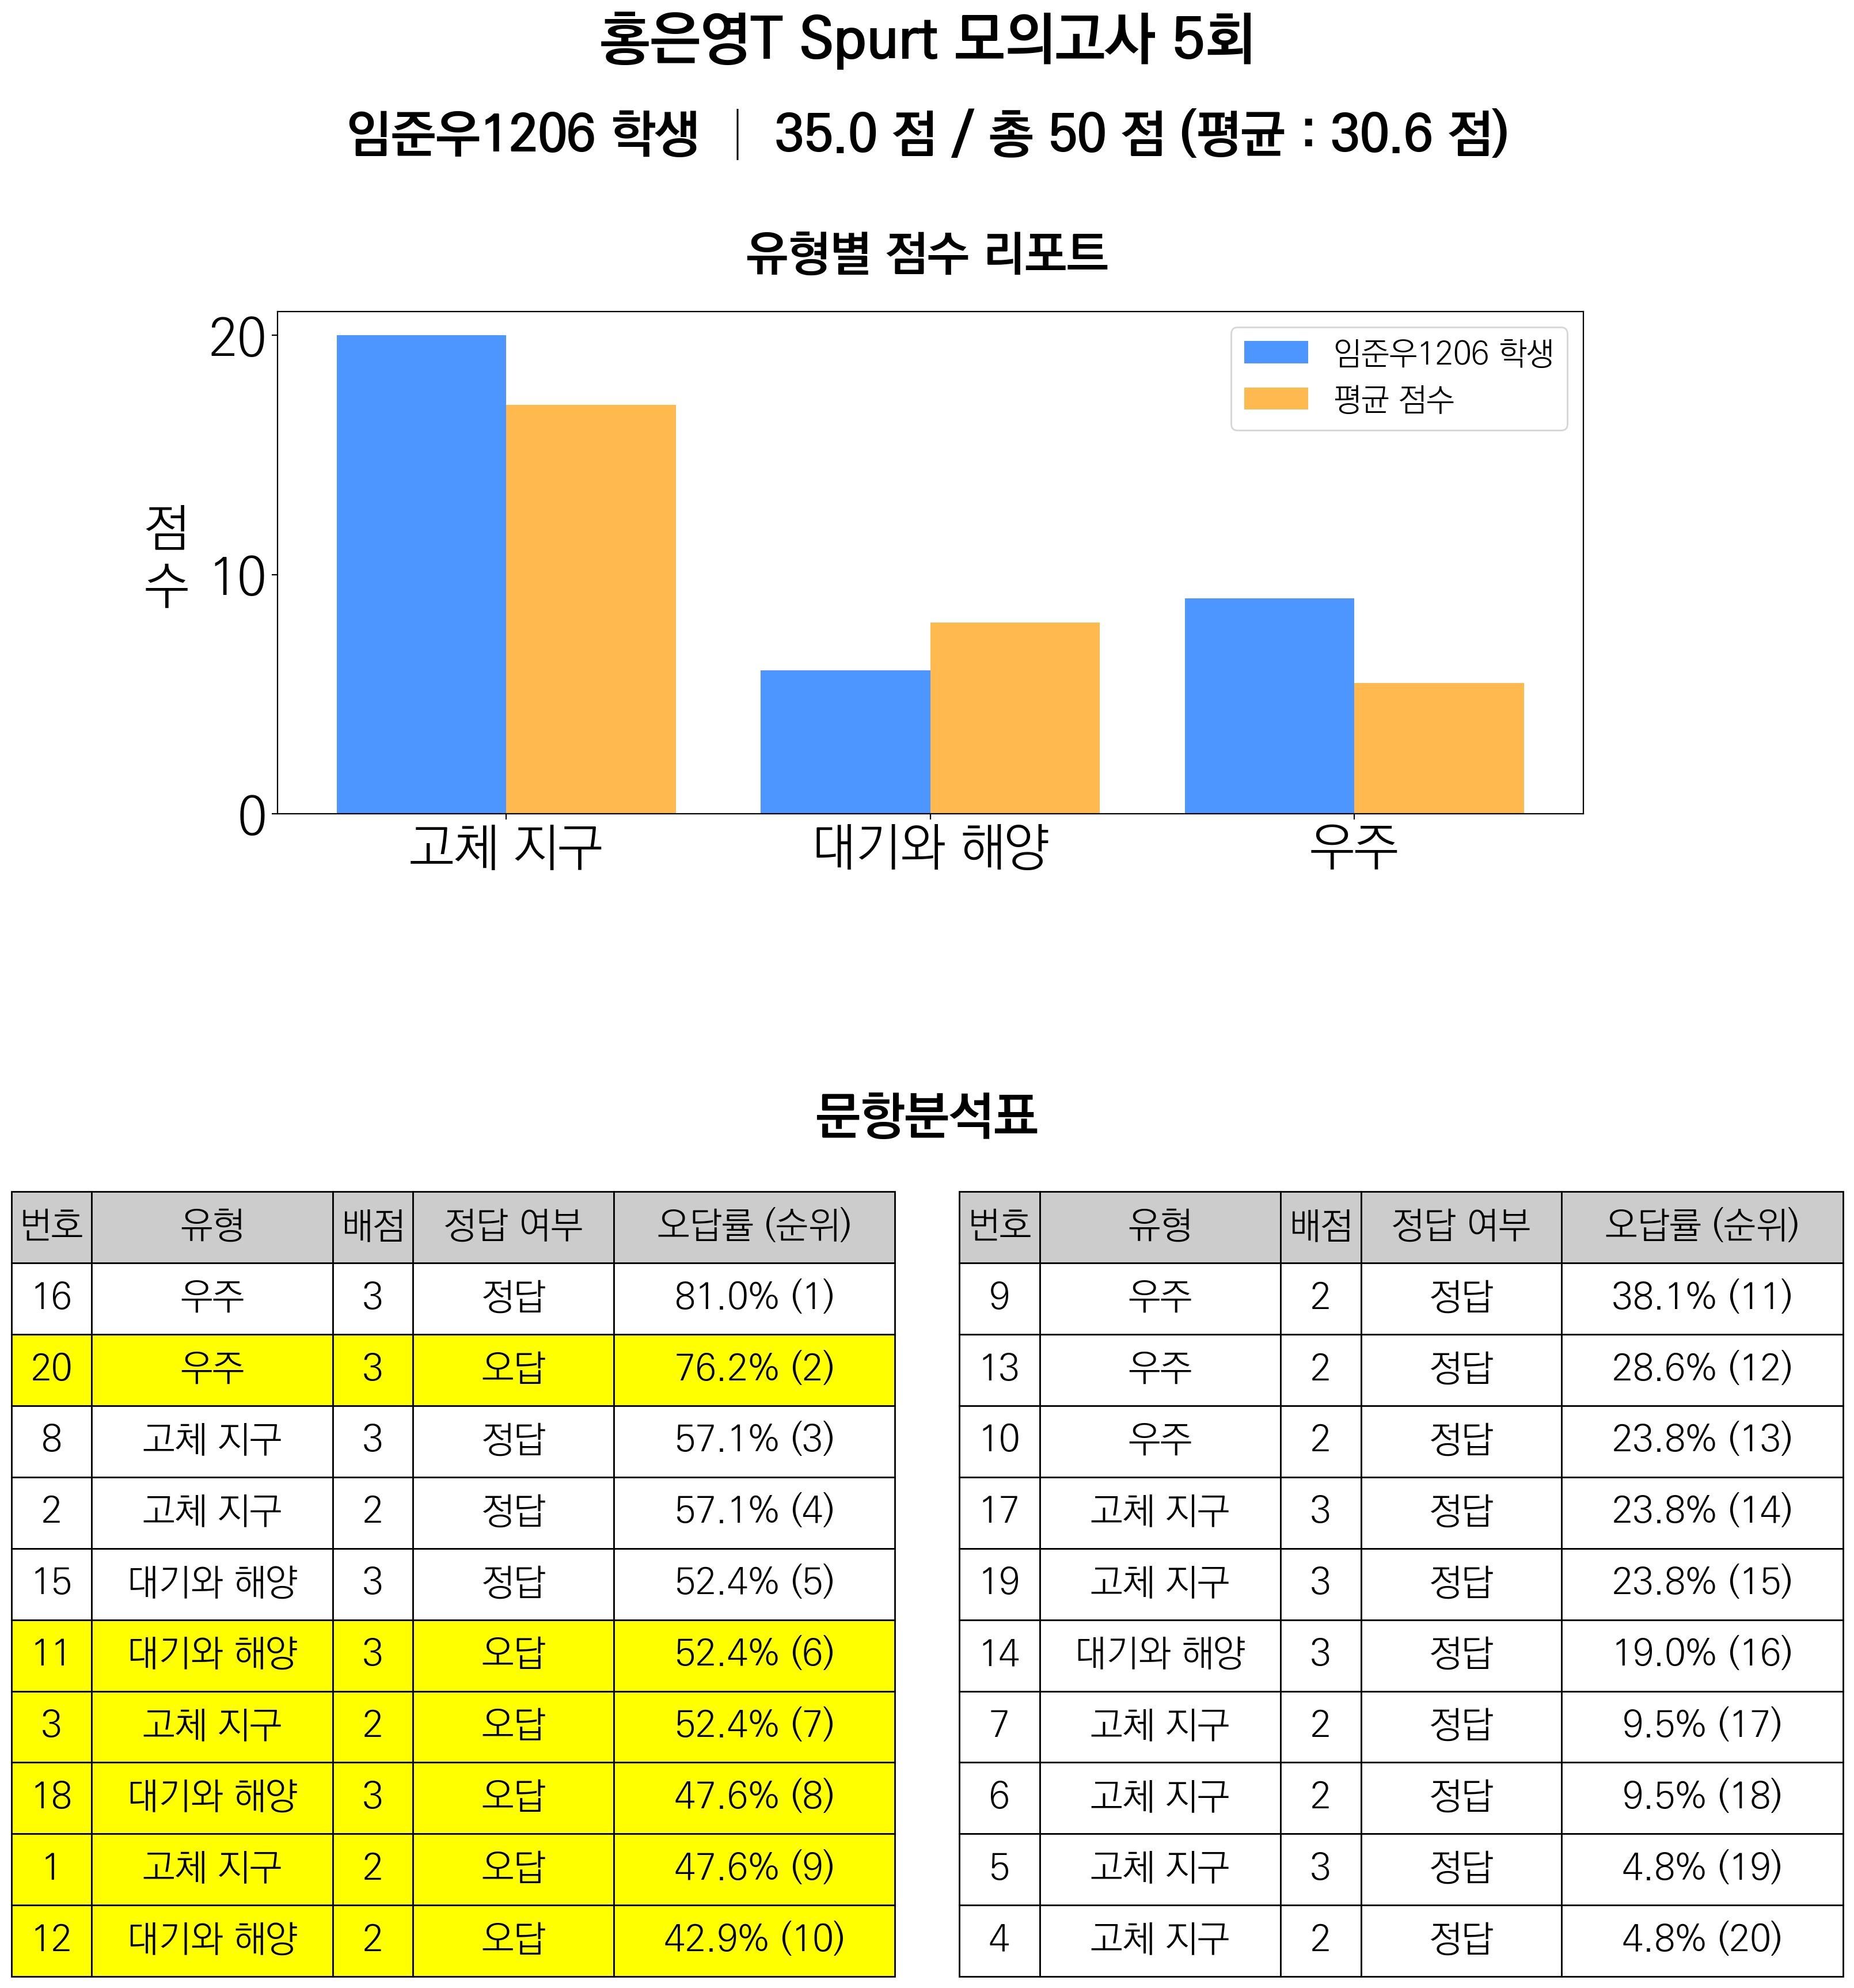 홍은영T Spurt 모의고사 5회
임준우1206 학생 | 35.0 점 / 총 50 점 (평균 : 30.6 점)
유형별 점수 리포트
임준우1206 학생
평균 점수
20
10
0
점
수
고체 지구 대기와 해양 우주
문항분석표
번호 유형 배점 정답 여부 오답률 (순위)
16 우주 3 정답 81.0% (1)
20 우주 3 오답 76.2% (2)
8 고체 지구 3 정답 57.1% (3)
2 고체 지구 2 정답 57.1% (4)
15 대기와 해양 3 정답 52.4% (5)
11 대기와 해양 3 오답 52.4% (6)
3 고체 지구 2 오답 52.4% (7)
18 대기와 해양 3 오답 47.6% (8)
1 고체 지구 2 오답 47.6% (9)
12 대기와 해양 2 오답 42.9% (10)
번호 유형 배점 정답 여부 오답률 (순위)
9 우주 2 정답 38.1% (11)
13 우주 2 정답 28.6% (12)
10 우주 2 정답 23.8% (13)
17 고체 지구 3 정답 23.8% (14)
19 고체 지구 3 정답 23.8% (15)
14 대기와 해양 3 정답 19.0% (16)
7 고체 지구 2 정답 9.5% (17)
6 고체 지구 2 정답 9.5% (18)
5 고체 지구 3 정답 4.8% (19)
4 고체 지구 2 정답 4.8% (20)